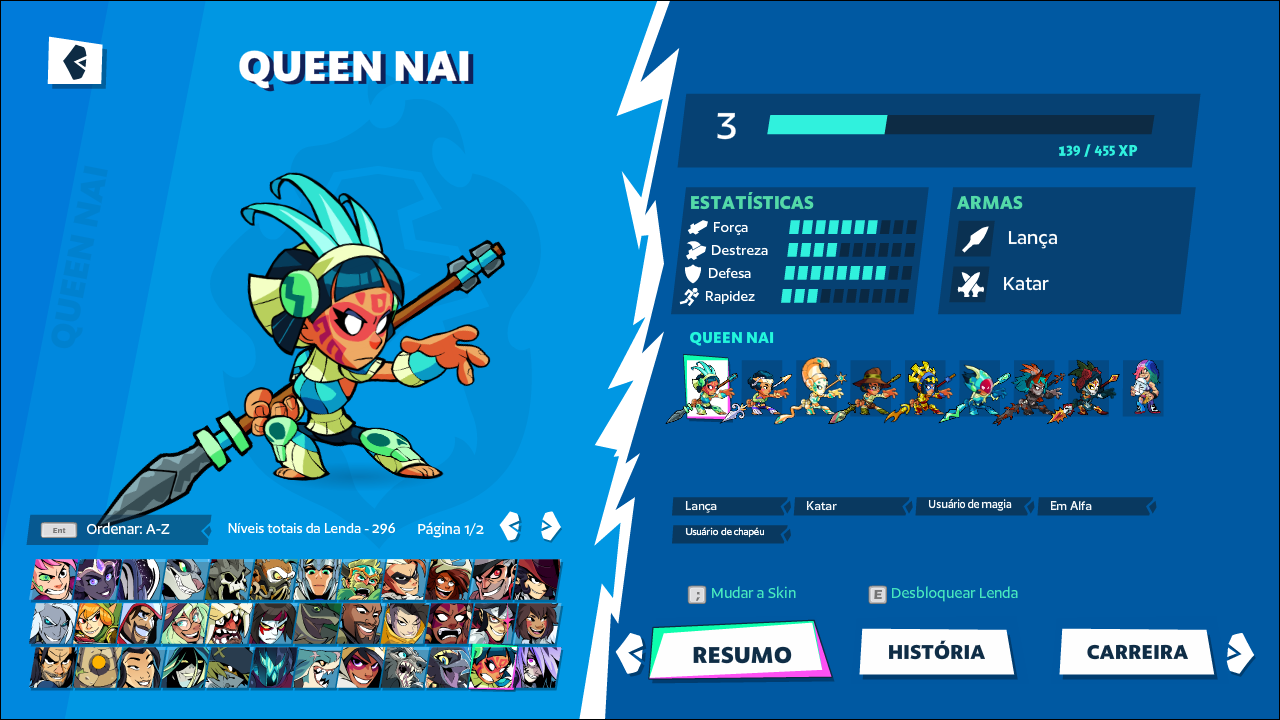 QUEEN NAI
QUEEN NAI
Ent Ordenar: A-Z
Níveis totais da Lenda - 296
Página 1/2
3
139 / 455 XP
ESTATÍSTICAS
Força
Destreza
Defesa
Rapidez
ARMAS
Lança
Katar
QUEEN NAI
Lança
Katar
Usuário de magia
Em Alfa
Usuário de chapéu
; Mudar a Skin
E Desbloquear Lenda
RESUMO
HISTÓRIA
CARREIRA